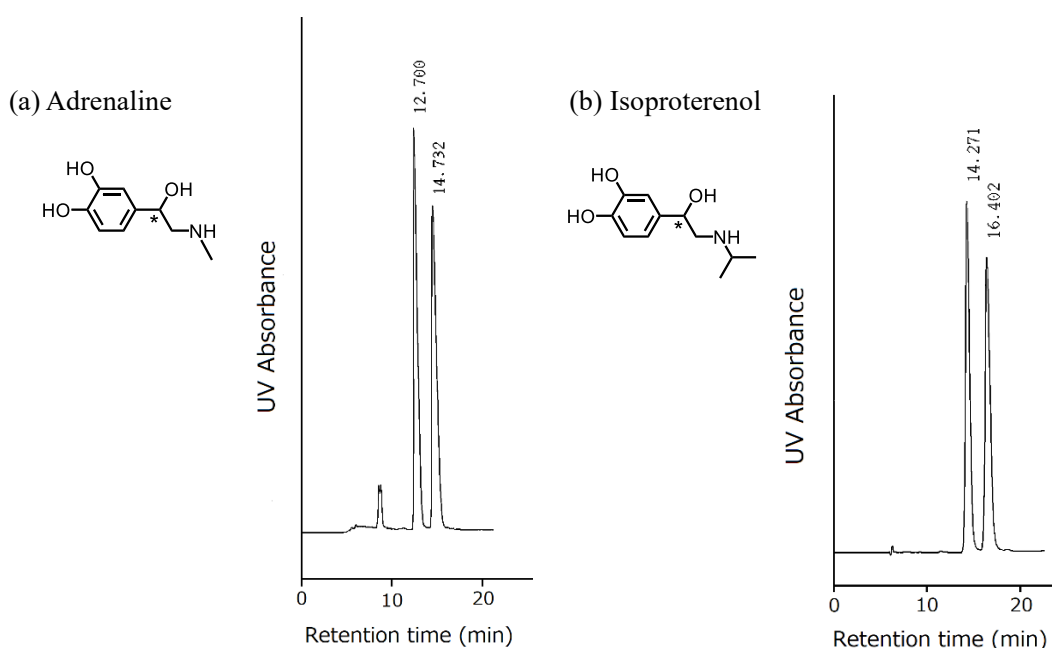 (a) Adrenaline
HO
HO
OH
*
NH
12.700
14.732
UV Absorbance
0
10
20
Retention time (min)
(b) Isoproterenol
HO
HO
OH
*
NH
14.271
16.402
UV Absorbance
0
10
20
Retention time (min)